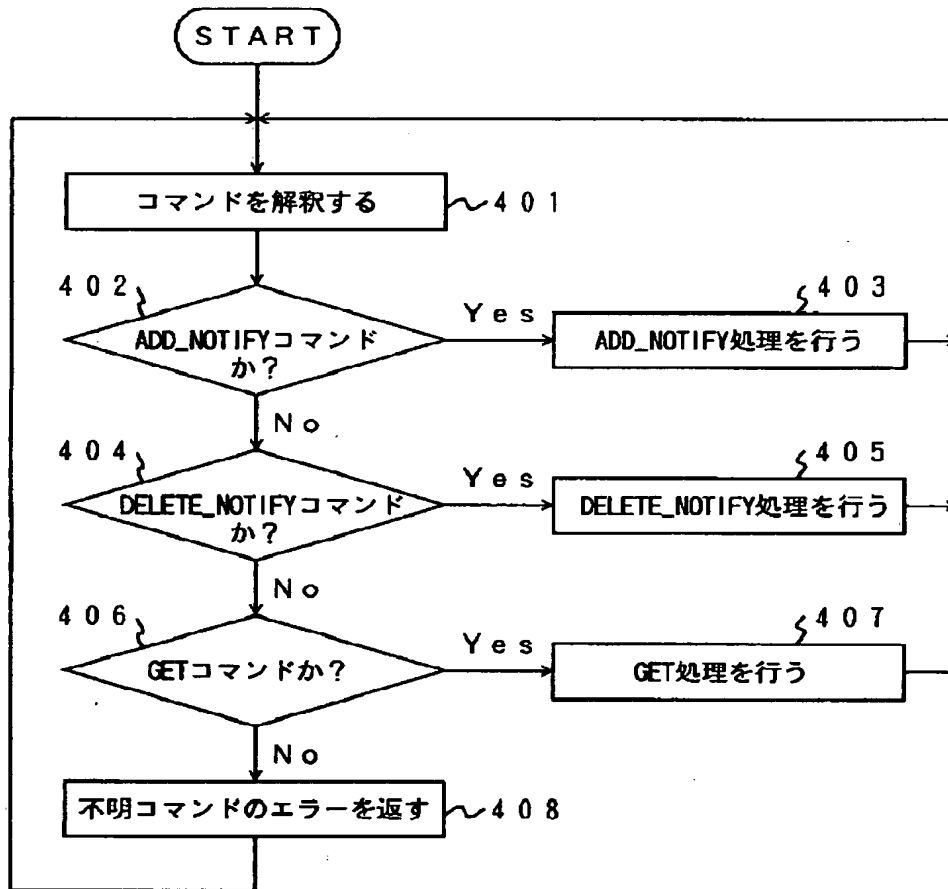 START
コマンドを解釈する
401
402
ADD_NOTIFYコマンド
か?
Yes
403
ADD_NOTIFY処理を行う
No
404
DELETE_NOTIFYコマンド
か?
Yes
405
DELETE_NOTIFY処理を行う
No
406
GETコマンドか?
Yes
407
GET処理を行う
No
不明コマンドのエラーを返す
408